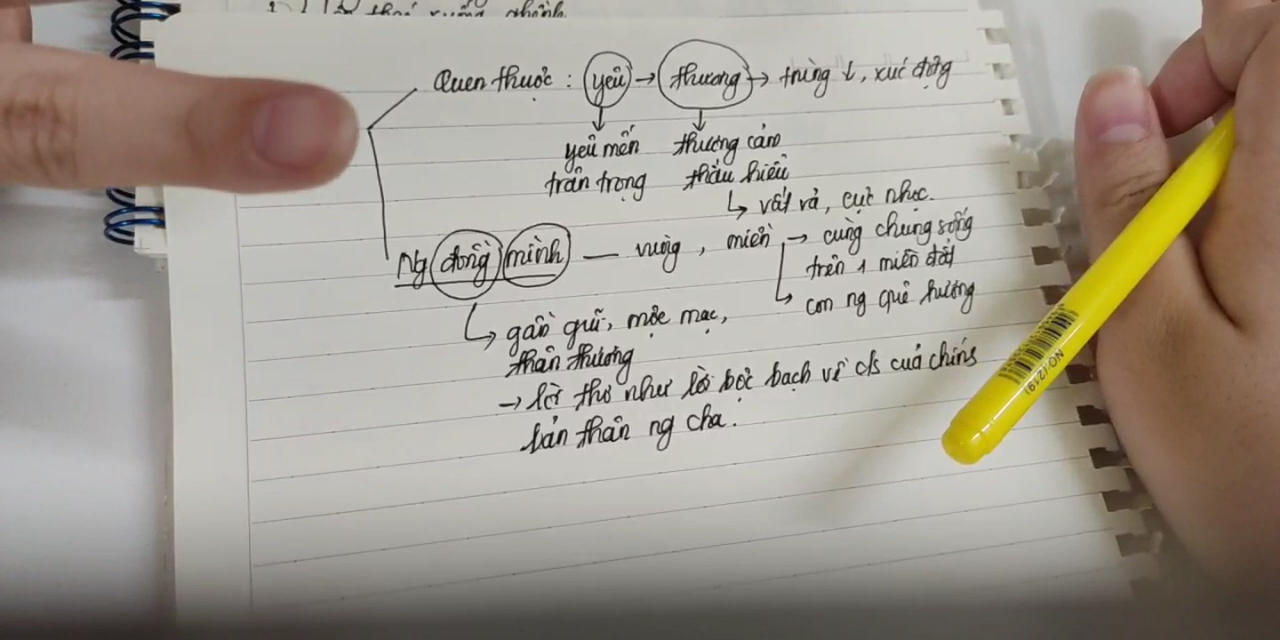 Quen thuộc : yêu → thương → trùng ↓, xúc động
yêu mến thương cảm
trân trọng thấu hiểu
↳ vất vả, cực nhọc.
Ng đồng mình — vùng, miền → cùng chung sống
trên 1 miền đất
↳ con ng quê hương
↳ gần gũi, mộc mạc,
thân thương
→ lời thơ như lời bộc bạch về c/s của chính
bản thân ng cha.
NO.(219)